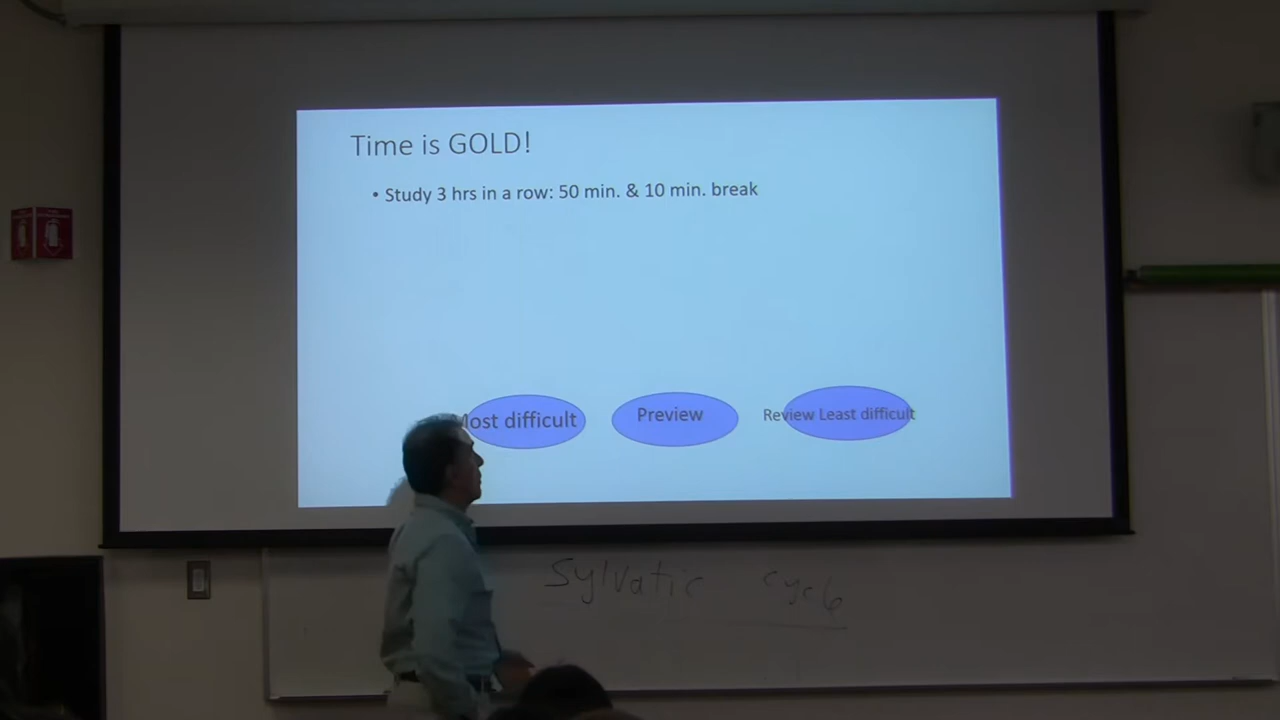 Time is GOLD!
• Study 3 hrs in a row: 50 min. & 10 min. break
Most difficult
Preview
Review Least difficult
Sylvatic cycle